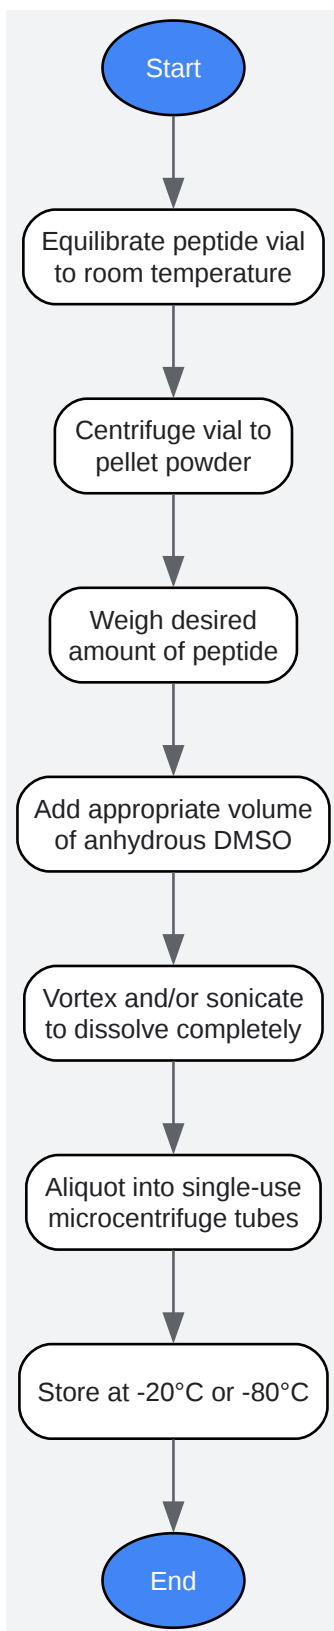 Start
Equilibrate peptide vial
to room temperature
Centrifuge vial to
pellet powder
Weigh desired
amount of peptide
Add appropriate volume
of anhydrous DMSO
Vortex and/or sonicate
to dissolve completely
Aliquot into single-use
microcentrifuge tubes
Store at -20°C or -80°C
End